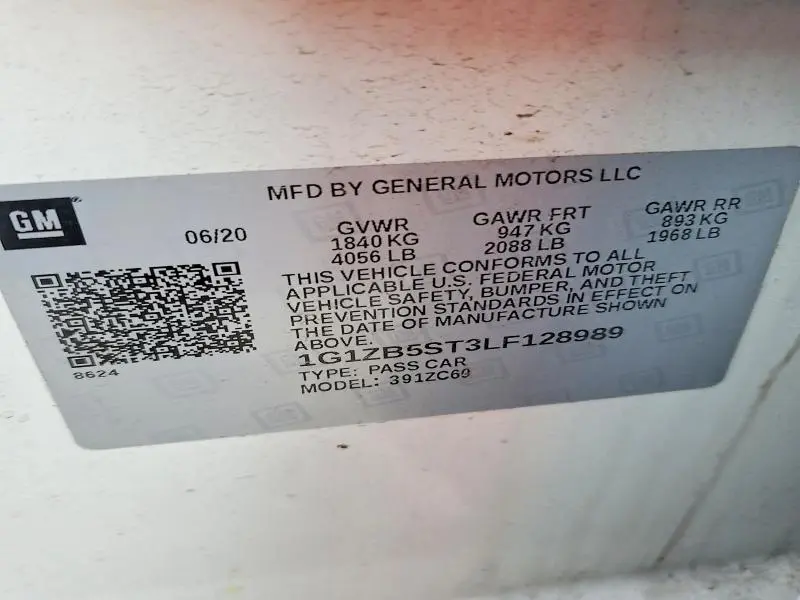 MFD BY GENERAL MOTORS LLC
GM
06/20
GVWR
1840 KG
4056 LB
GAWR FRT
947 KG
2088 LB
GAWR RR
893 KG
1968 LB
THIS VEHICLE CONFORMS TO ALL
APPLICABLE U.S. FEDERAL MOTOR
VEHICLE SAFETY, BUMPER, AND THEFT
PREVENTION STANDARDS IN EFFECT ON
THE DATE OF MANUFACTURE SHOWN
ABOVE.
1G1ZB5ST3LF128989
TYPE: PASS CAR
MODEL: 391ZC69
8624